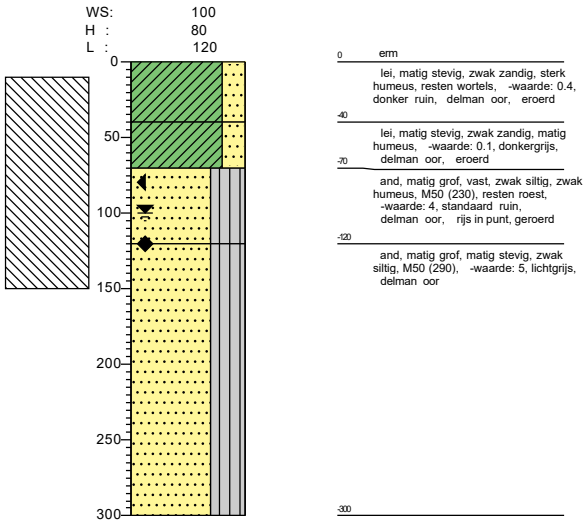 WS: 100
H : 80
L : 120
0
50
100
150
200
250
300
0 erm
lei, matig stevig, zwak zandig, sterk
humeus, resten wortels, -waarde: 0.4,
donker ruin, delman oor, eroerd
-40
lei, matig stevig, zwak zandig, matig
humeus, -waarde: 0.1, donkergrijs,
delman oor, eroerd
-70
and, matig grof, vast, zwak siltig, zwak
humeus, M50 (230), resten roest,
-waarde: 4, standaard ruin,
delman oor, rijs in punt, geroerd
-120
and, matig grof, matig stevig, zwak
siltig, M50 (290), -waarde: 5, lichtgrijs,
delman oor
-300